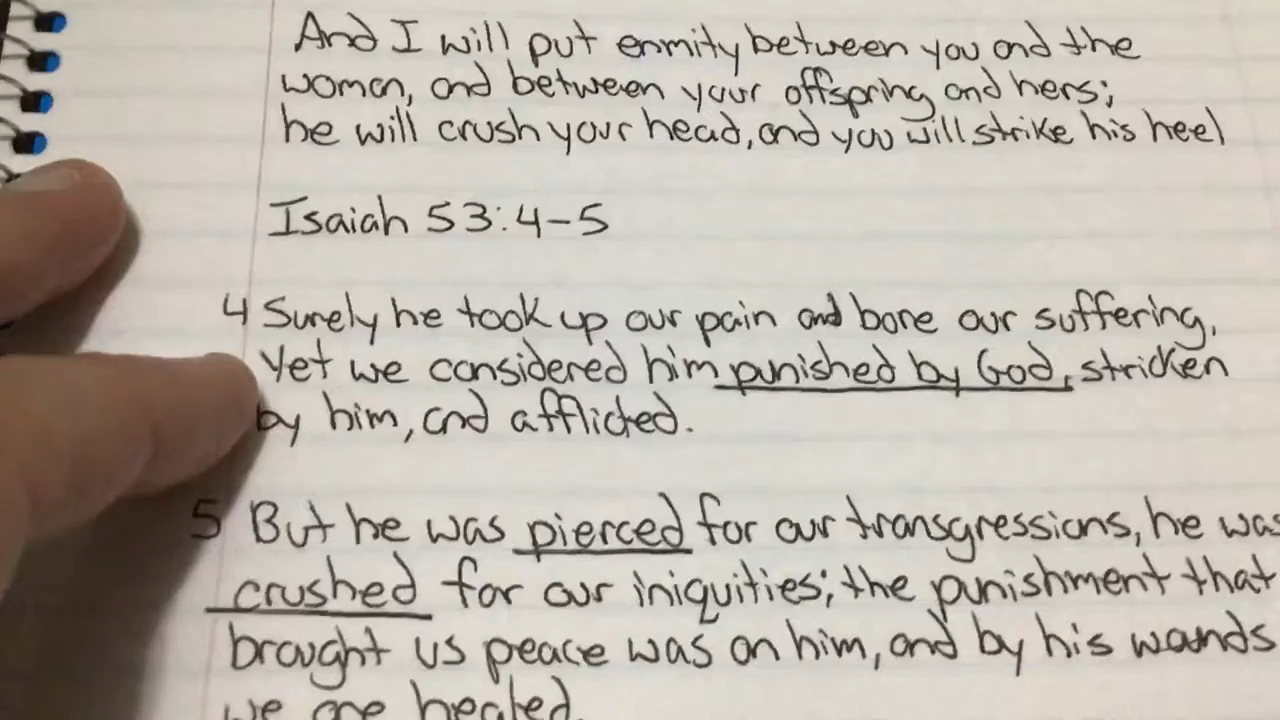 And I will put enmity between you and the
woman, and between your offspring and hers;
he will crush your head, and you will strike his heel
Isaiah 53:4-5
4 Surely he took up our pain and bore our suffering,
Yet we considered him punished by God, stricken
by him, and afflicted.
5 But he was pierced for our transgressions, he was
crushed for our iniquities; the punishment that
brought us peace was on him, and by his wounds
we are healed.